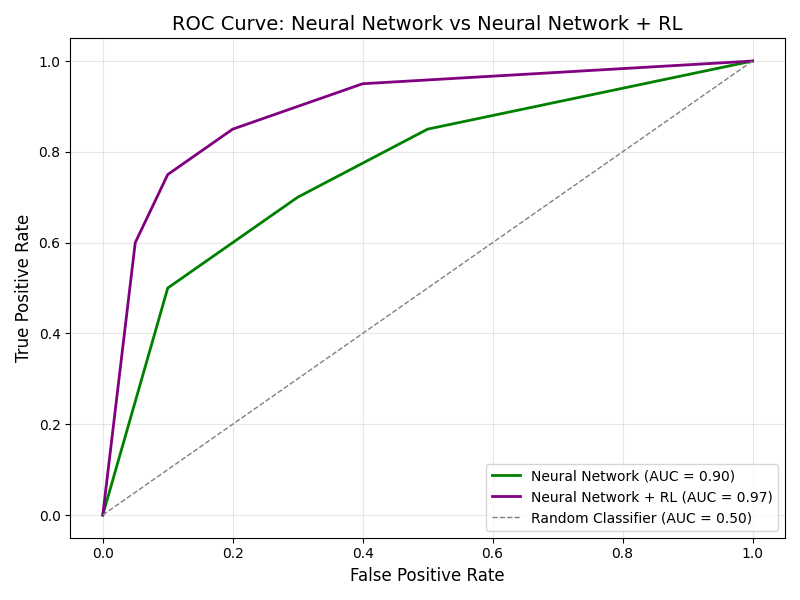 ROC Curve: Neural Network vs Neural Network + RL
1.0
0.8
0.6
0.4
0.2
0.0
True Positive Rate
Neural Network (AUC = 0.90)
Neural Network + RL (AUC = 0.97)
Random Classifier (AUC = 0.50)
0.0 0.2 0.4 0.6 0.8 1.0
False Positive Rate